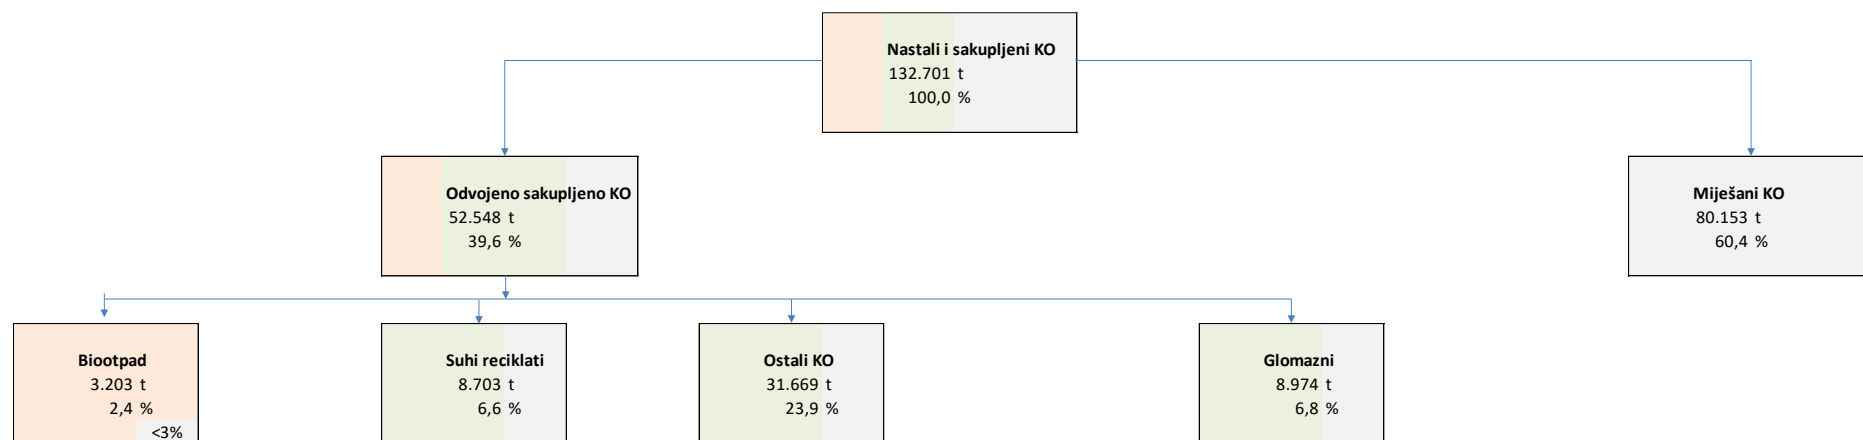 Nastali i sakupljeni KO
132.701 t
100,0 %
Odvojeno sakupljeno KO
52.548 t
39,6 %
Miješani KO
80.153 t
60,4 %
Biootpad
3.203 t
2,4 %
<3%
Suhi reciklati
8.703 t
6,6 %
Ostali KO
31.669 t
23,9 %
Glomazni
8.974 t
6,8 %